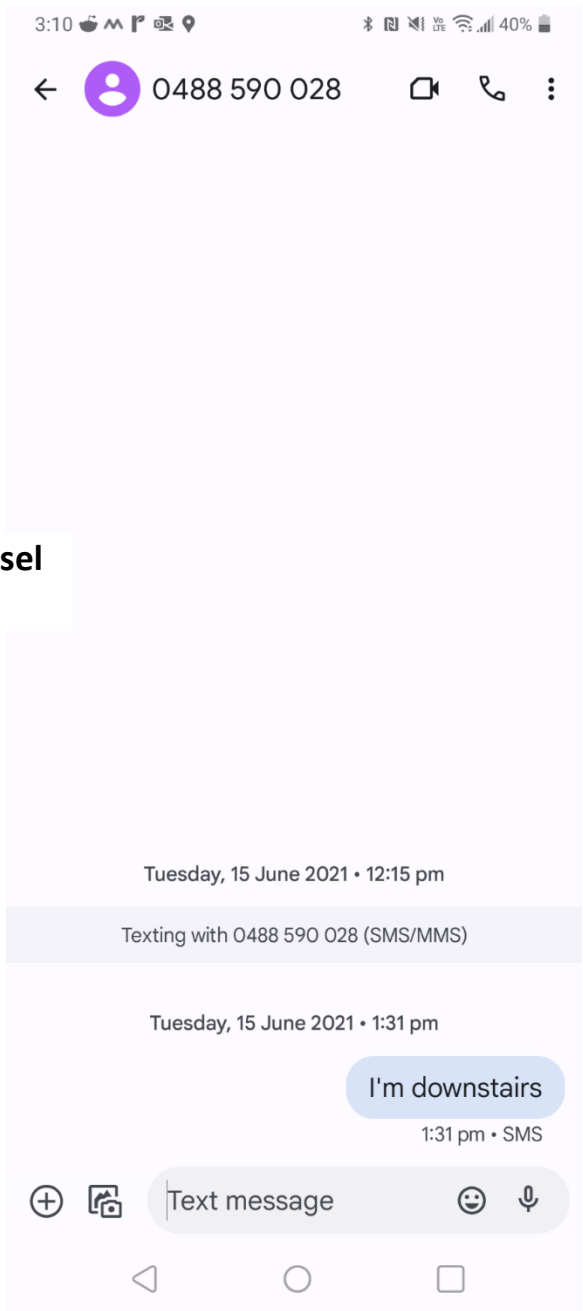 3:10 40%
0488 590 028
sel
Tuesday, 15 June 2021 • 12:15 pm
Texting with 0488 590 028 (SMS/MMS)
Tuesday, 15 June 2021 • 1:31 pm
I'm downstairs
1:31 pm • SMS
Text message